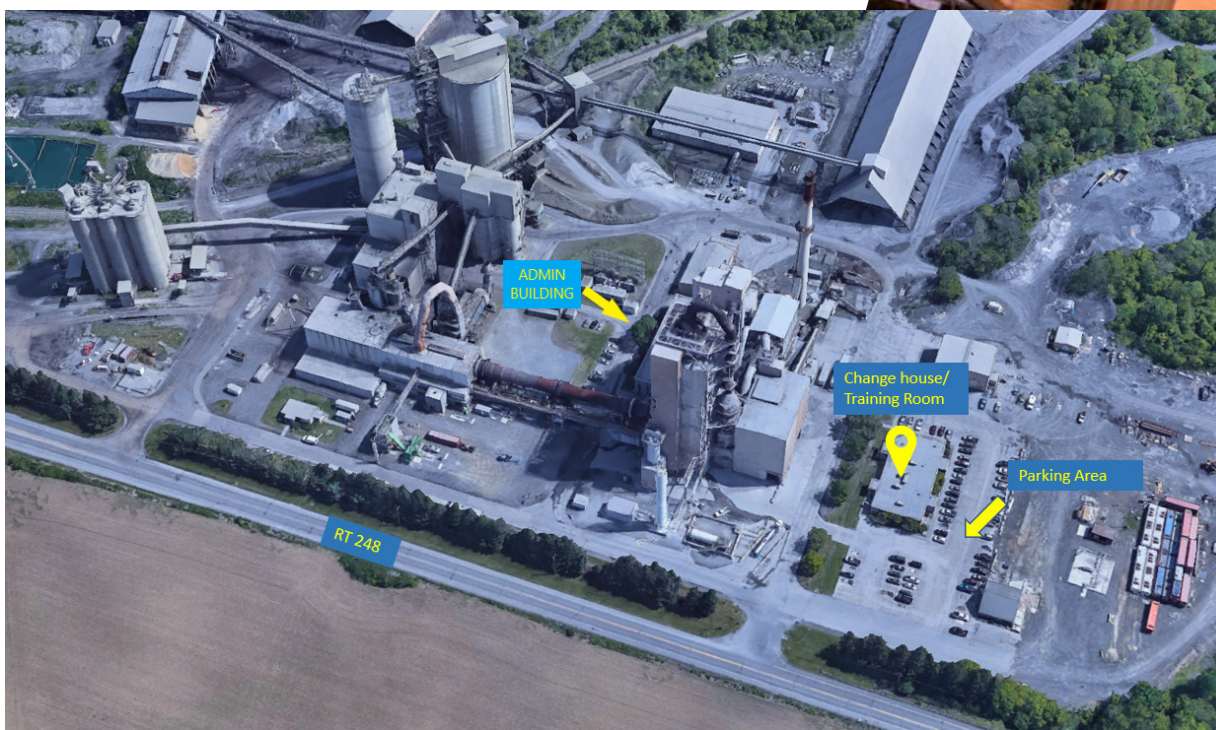 ADMIN
BUILDING
Change house/
Training Room
Parking Area
RT 248